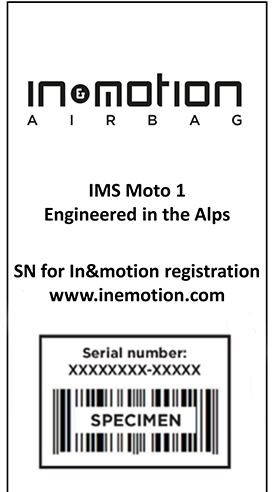 IN&MOTION
AIRBAG
IMS Moto 1
Engineered in the Alps
SN for In&motion registration
www.inemotion.com
Serial number:
XXXXXXXX-XXXXX
SPECIMEN